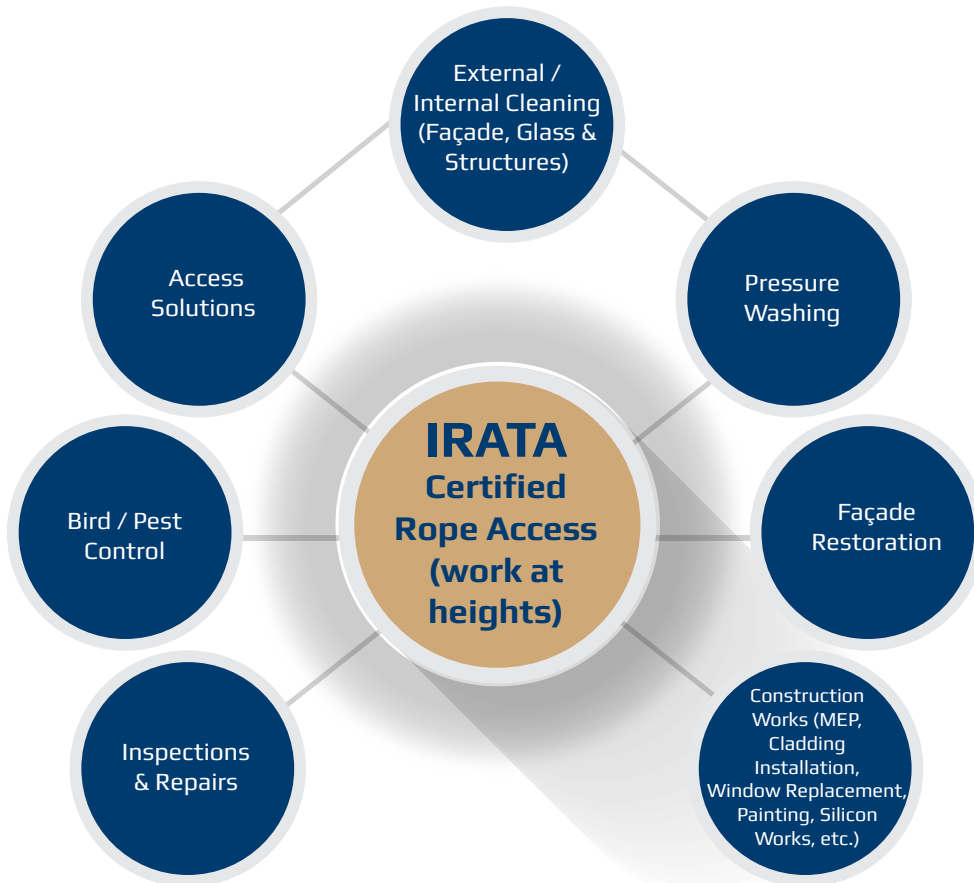 External /
Internal Cleaning
(Façade, Glass &
Structures)
Access
Solutions
Pressure
Washing
IRATA
Certified
Rope Access
(work at
heights)
Bird / Pest
Control
Façade
Restoration
Inspections
& Repairs
Construction
Works (MEP,
Cladding
Installation,
Window Replacement,
Painting, Silicon
Works, etc.)